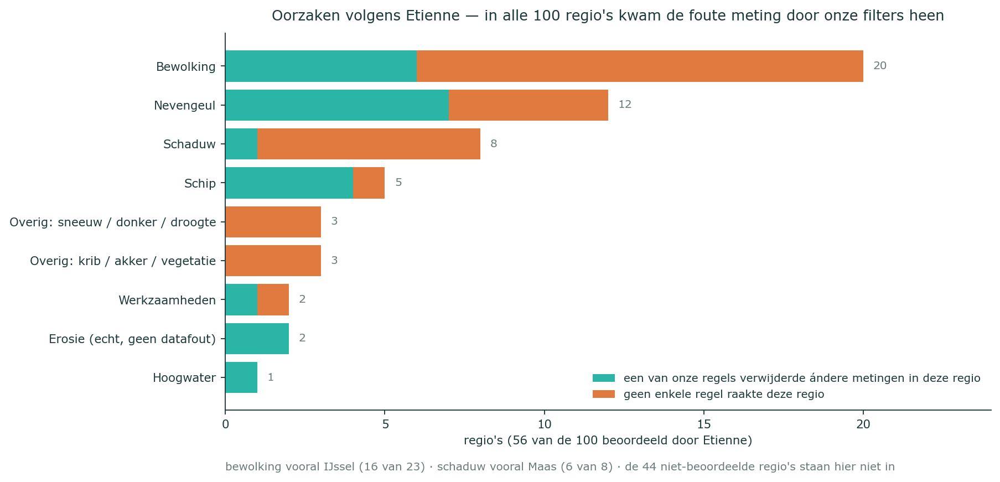 Oorzaken volgens Etienne — in alle 100 regio's kwam de foute meting door onze filters heen
Bewolking
20
Nevengeul
12
Schaduw
8
Schip
5
Overig: sneeuw / donker / droogte
3
Overig: krib / akker / vegetatie
3
Werkzaamheden
2
Erosie (echt, geen datafout)
2
Hoogwater
1
een van onze regels verwijderde ándere metingen in deze regio
geen enkele regel raakte deze regio
0 5 10 15 20
regio's (56 van de 100 beoordeeld door Etienne)
bewolking vooral IJssel (16 van 23) · schaduw vooral Maas (6 van 8) · de 44 niet-beoordeelde regio's staan hier niet in